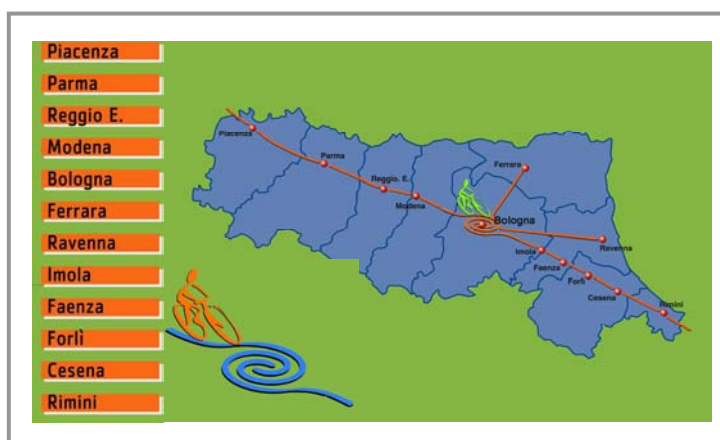 Piacenza
Parma
Reggio E.
Modena
Bologna
Ferrara
Ravenna
Imola
Faenza
Forlì
Cesena
Rimini
Piacenza
Parma
Reggio. E.
Modena
Ferrara
Bologna
Ravenna
Imola
Faenza
Forlì
Cesena
Rimini